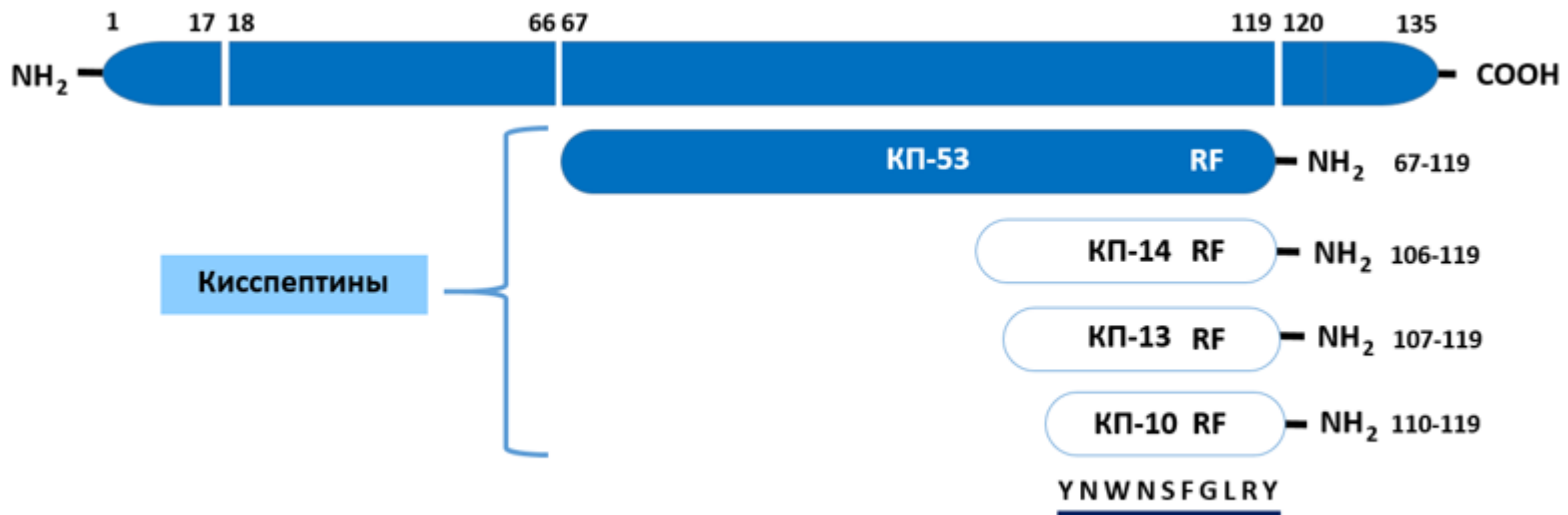 1 17 18 66 67 119 120 135
NH2 COOH
КП-53 RF NH2 67-119
КП-14 RF NH2 106-119
Кисспептины
КП-13 RF NH2 107-119
КП-10 RF NH2 110-119
YNWNSFGLRY